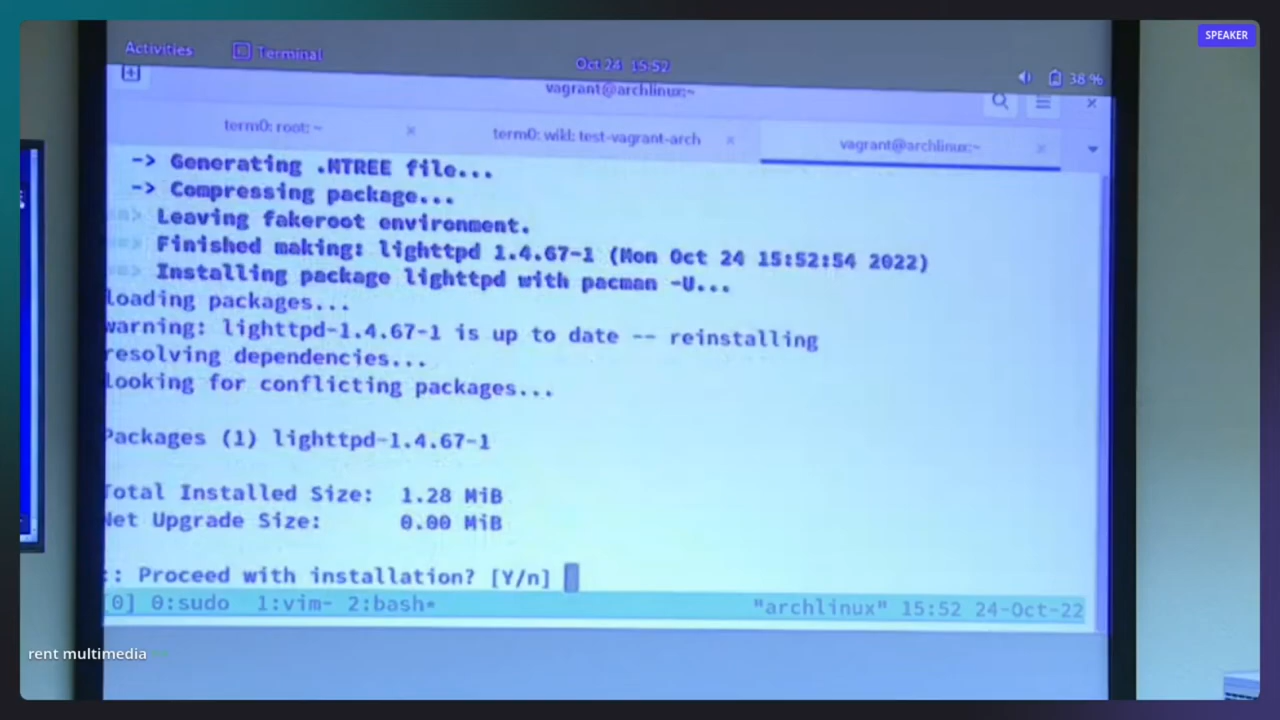 SPEAKER
Activities Terminal
Oct 24 15:52
38 %
vagrant@archlinux:~
term0: root: ~ × term0: wiki: test-vagrant-arch × vagrant@archlinux:~ ×
-> Generating .MTREE file...
-> Compressing package...
==> Leaving fakeroot environment.
==> Finished making: lighttpd 1.4.67-1 (Mon Oct 24 15:52:54 2022)
==> Installing package lighttpd with pacman -U...
loading packages...
warning: lighttpd-1.4.67-1 is up to date -- reinstalling
resolving dependencies...
looking for conflicting packages...
Packages (1) lighttpd-1.4.67-1
Total Installed Size: 1.28 MiB
Net Upgrade Size: 0.00 MiB
:: Proceed with installation? [Y/n]
[0] 0:sudo 1:vim- 2:bash* "archlinux" 15:52 24-Oct-22
rent multimedia